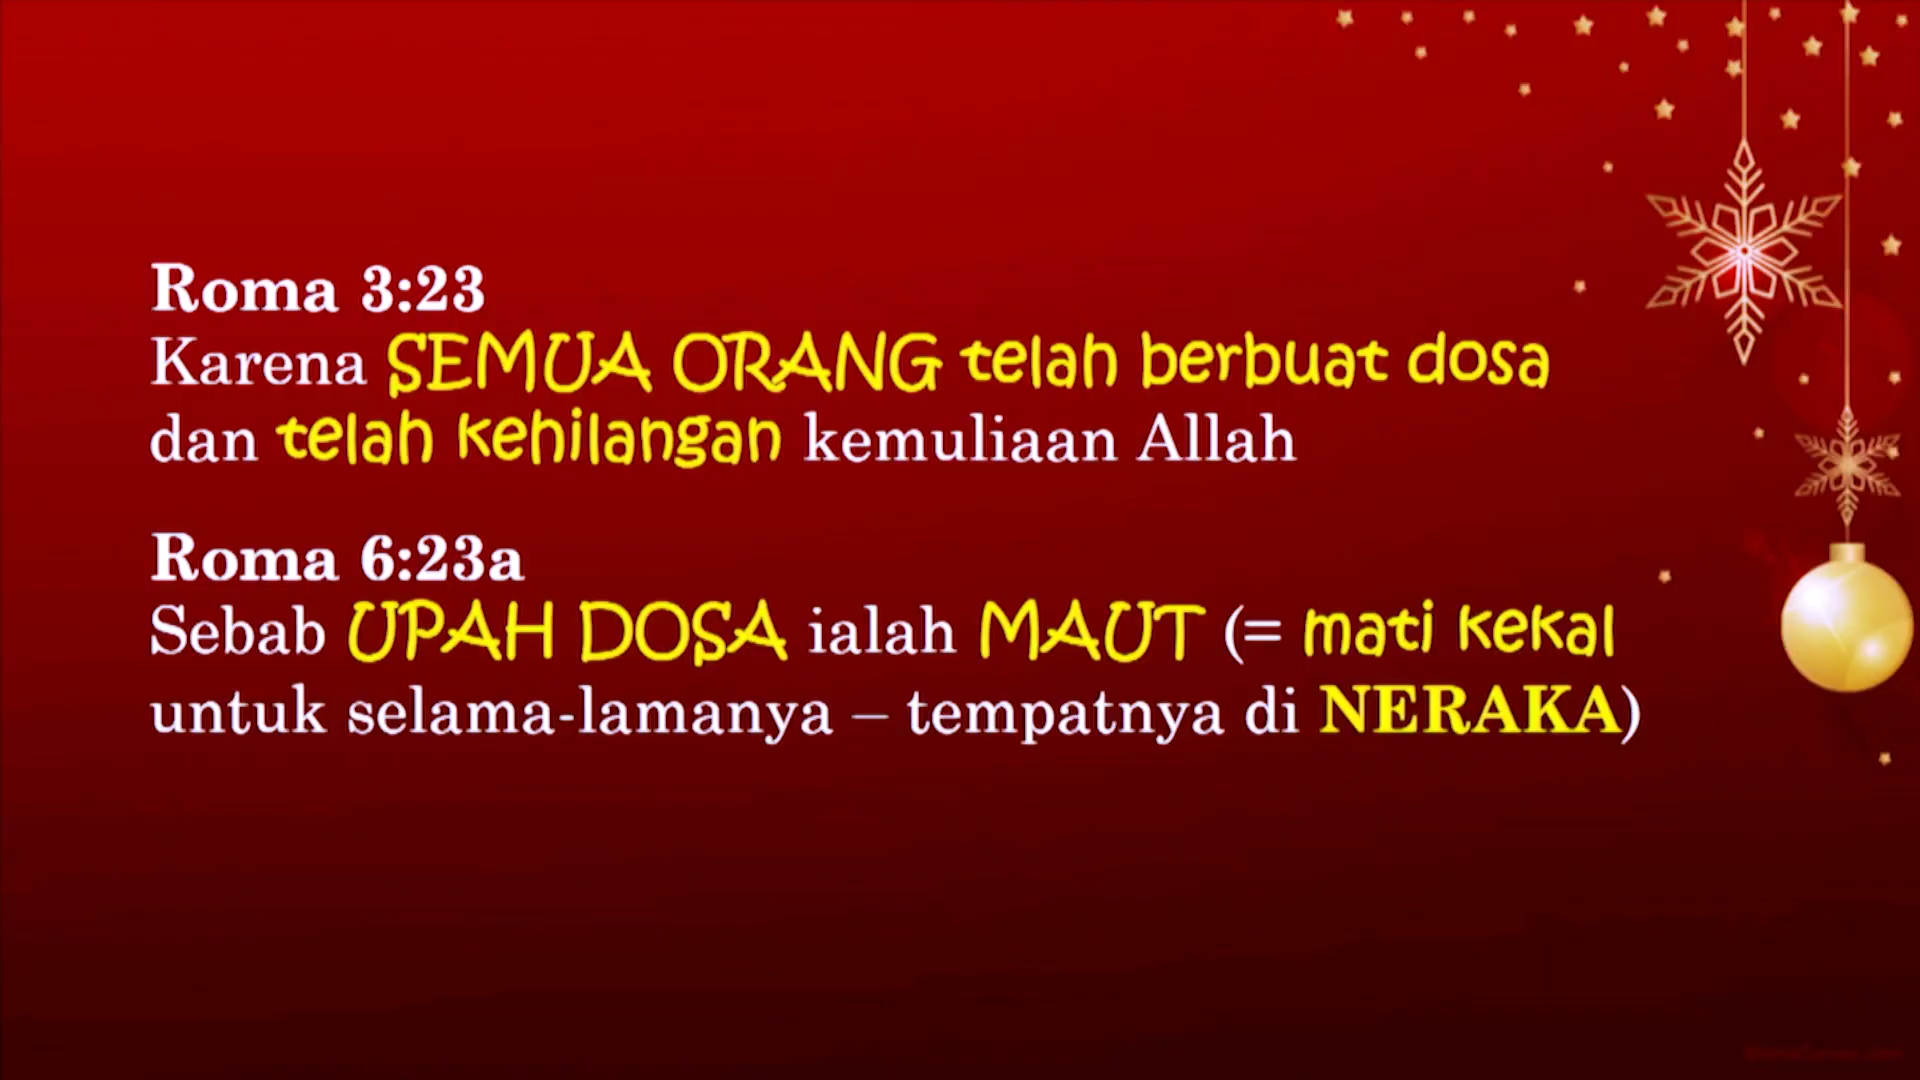 Roma 3:23
Karena SEMUA ORANG telah berbuat dosa
dan telah kehilangan kemuliaan Allah
Roma 6:23a
Sebab UPAH DOSA ialah MAUT (= mati kekal
untuk selama-lamanya – tempatnya di NERAKA)